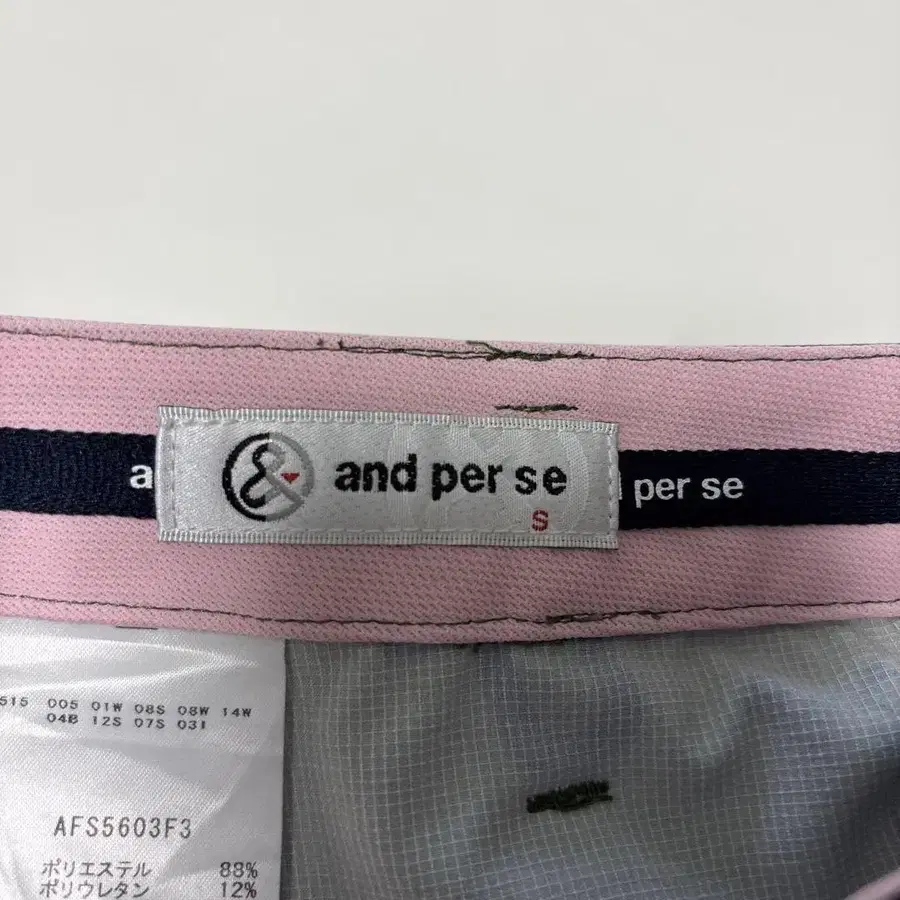 a
and per se
S
per se
515 005 01W 08S 08W 14W
04B 12S 07S 031
AFS5603F3
ポリエステル 88%
ポリウレタン 12%